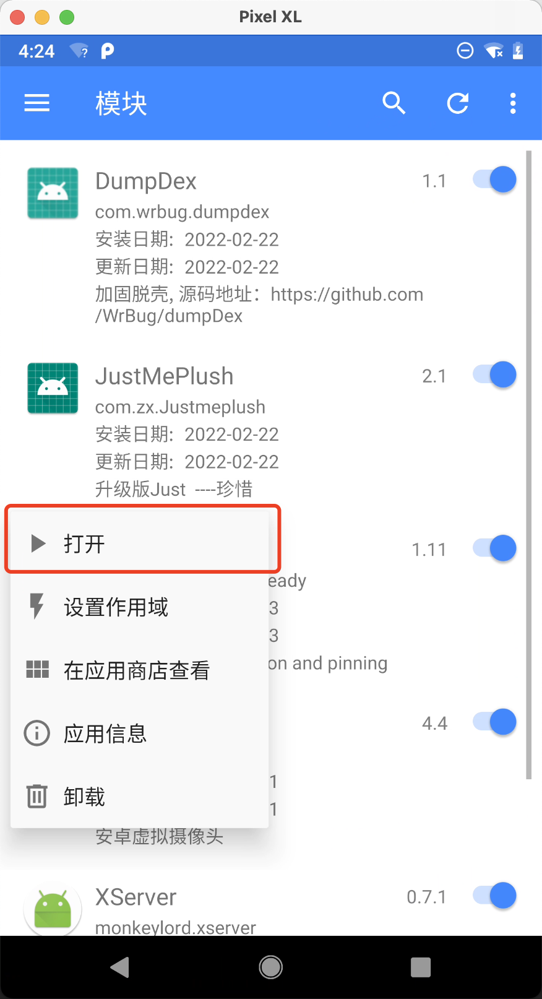 Pixel XL
4:24
模块
DumpDex
1.1
com.wrbug.dumpdex
安装日期: 2022-02-22
更新日期: 2022-02-22
加固脱壳, 源码地址：https://github.com
/WrBug/dumpDex
JustMePlush
2.1
com.zx.Justmeplush
安装日期: 2022-02-22
更新日期: 2022-02-22
升级版Just ----珍惜
打开
1.11
eady
设置作用域
3
3
在应用商店查看
on and pinning
4.4
应用信息
1
卸载
1
安卓虚拟摄像头
XServer
0.7.1
monkeylord.xserver